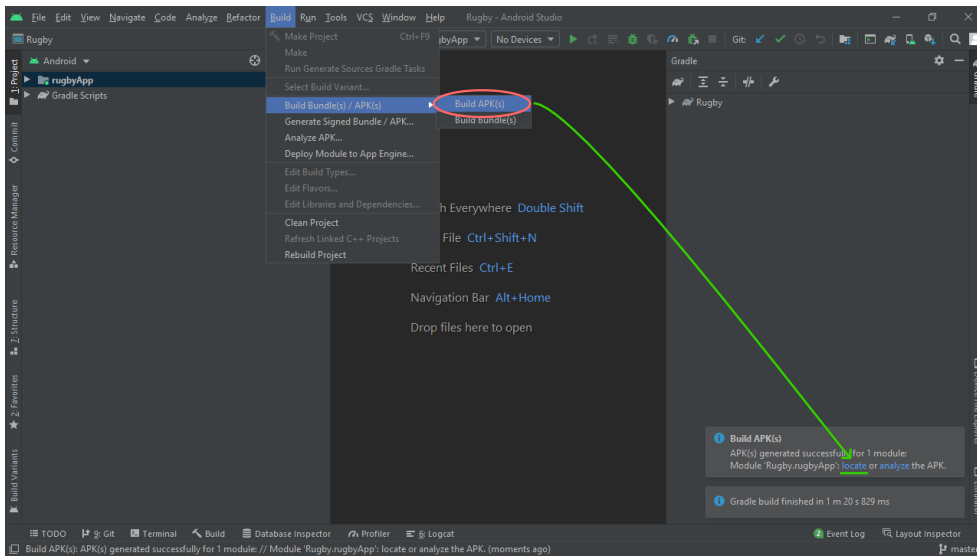 File Edit View Navigate Code Analyze Refactor Build Run Tools VCS Window Help Rugby - Android Studio
Rugby
byApp No Devices Git:
1: Project
Commit
Resource Manager
7: Structure
2: Favorites
Build Variants
Android
rugbyApp
Gradle Scripts
Make Project Ctrl+F9
Make
Run Generate Sources Gradle Tasks
Select Build Variant...
Build Bundle(s) / APK(s)
Generate Signed Bundle / APK...
Analyze APK...
Deploy Module to App Engine...
Edit Build Types...
Edit Flavors...
Edit Libraries and Dependencies...
Clean Project
Refresh Linked C++ Projects
Rebuild Project
Build APK(s)
Build Bundle(s)
h Everywhere Double Shift
File Ctrl+Shift+N
Recent Files Ctrl+E
Navigation Bar Alt+Home
Drop files here to open
Gradle
Rugby
Build APK(s)
APK(s) generated successfully for 1 module:
Module 'Rugby.rugbyApp': locate or analyze the APK.
Gradle build finished in 1 m 20 s 829 ms
TODO 9: Git Terminal Build Database Inspector Profiler 6: Logcat 2 Event Log Layout Inspector
Build APK(s): APK(s) generated successfully for 1 module: // Module 'Rugby.rugbyApp': locate or analyze the APK. (moments ago) master